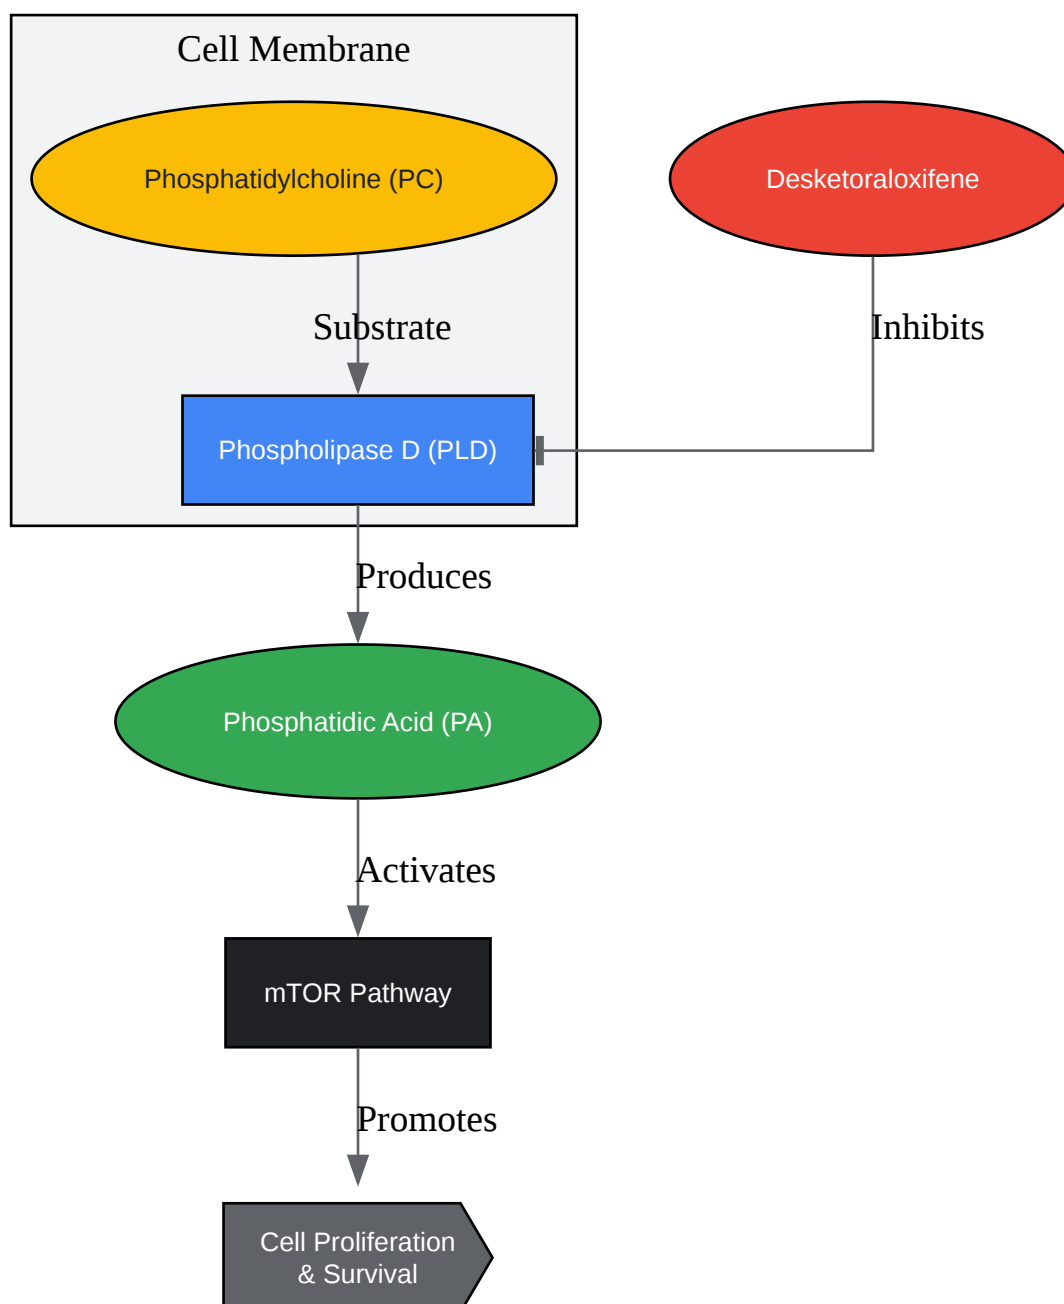 Cell Membrane
Phosphatidylcholine (PC)
Desketoraloxifene
Substrate
Inhibits
Phospholipase D (PLD)
Produces
Phosphatidic Acid (PA)
Activates
mTOR Pathway
Promotes
Cell Proliferation
& Survival